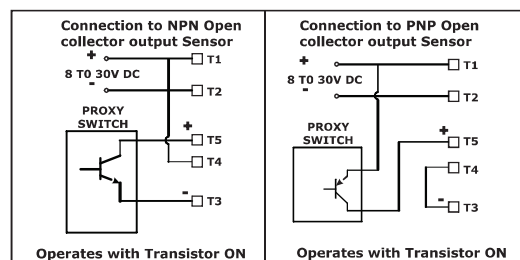 Connection to NPN Open
collector output Sensor
+
T1
8 T0 30V DC
-
T2
PROXY
SWITCH
+
T5
T4
-
T3
Operates with Transistor ON
Connection to PNP Open
collector output Sensor
+
T1
8 T0 30V DC
-
T2
PROXY
SWITCH
+
T5
T4
-
T3
Operates with Transistor ON